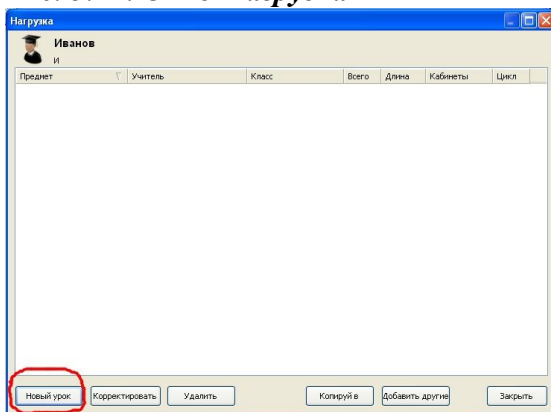 Нагрузка
Иванов
И
Предмет Учитель Класс Всего Длина Кабинеты Цикл
Новый урок Корректировать Удалить Копируй в Добавить другие Закрыть